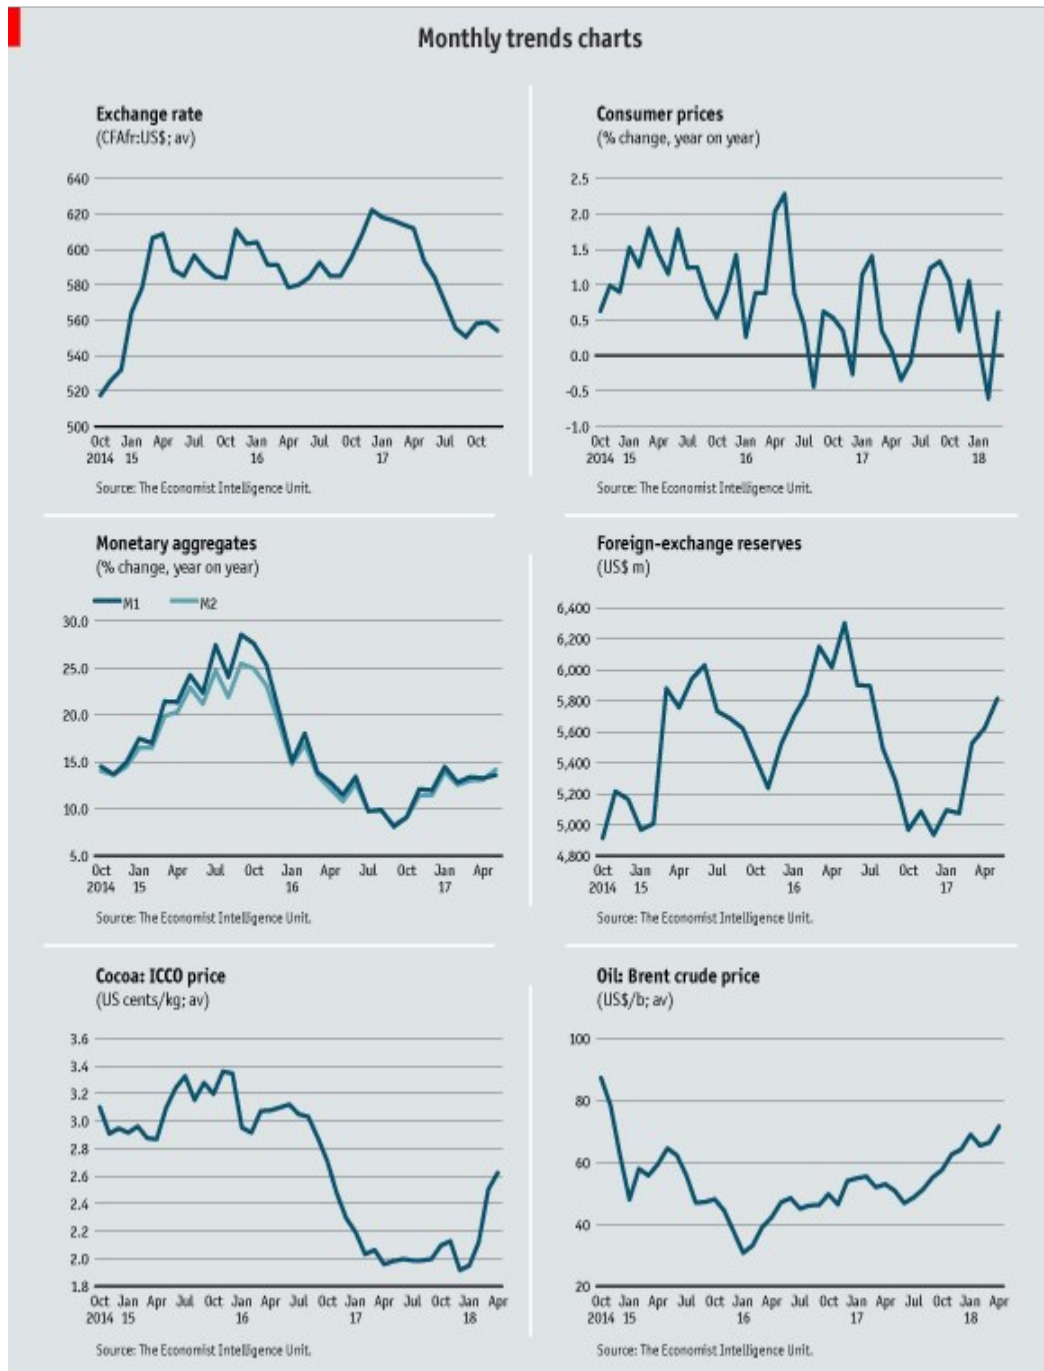 Monthly trends charts
Exchange rate
(CFAfr:US$; av)
640
620
600
580
560
540
520
500
Oct Jan Apr Jul Oct Jan Apr Jul Oct Jan Apr Jul Oct
2014 15 16 17
Source: The Economist Intelligence Unit.
Consumer prices
(% change, year on year)
2.5
2.0
1.5
1.0
0.5
0.0
-0.5
-1.0
Oct Jan Apr Jul Oct Jan Apr Jul Oct Jan Apr Jul Oct Jan
2014 15 16 17 18
Source: The Economist Intelligence Unit.
Monetary aggregates
(% change, year on year)
M1 M2
30.0
25.0
20.0
15.0
10.0
5.0
Oct Jan Apr Jul Oct Jan Apr Jul Oct Jan Apr
2014 15 16 17
Source: The Economist Intelligence Unit.
Foreign-exchange reserves
(US$ m)
6,400
6,200
6,000
5,800
5,600
5,400
5,200
5,000
4,800
Oct Jan Apr Jul Oct Jan Apr Jul Oct Jan Apr
2014 15 16 17
Source: The Economist Intelligence Unit.
Cocoa: ICCO price
(US cents/kg; av)
3.6
3.4
3.2
3.0
2.8
2.6
2.4
2.2
2.0
1.8
Oct Jan Apr Jul Oct Jan Apr Jul Oct Jan Apr Jul Oct Jan Apr
2014 15 16 17 18
Source: The Economist Intelligence Unit.
Oil: Brent crude price
(US$/b; av)
100
80
60
40
20
Oct Jan Apr Jul Oct Jan Apr Jul Oct Jan Apr Jul Oct Jan Apr
2014 15 16 17 18
Source: The Economist Intelligence Unit.